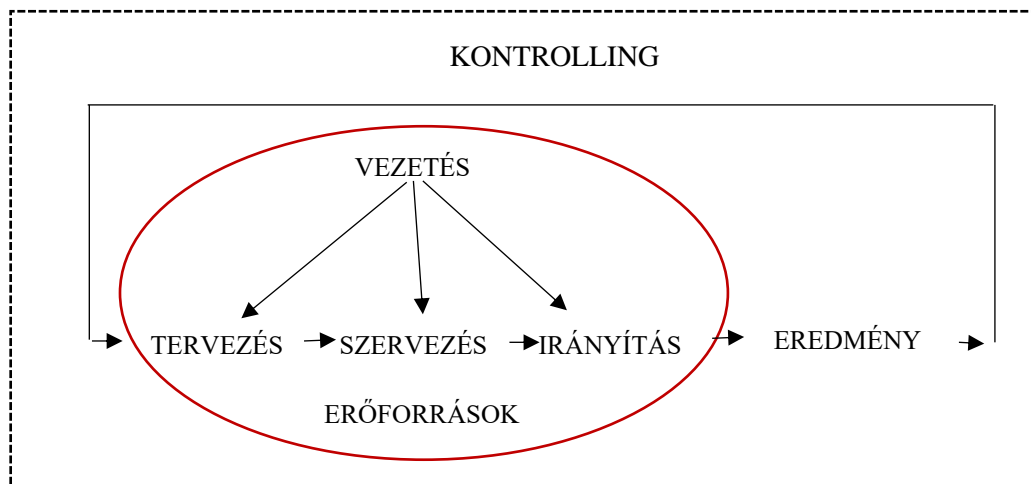 KONTROLLING
VEZETÉS
TERVEZÉS SZERVEZÉS IRÁNYÍTÁS EREDMÉNY
ERŐFORRÁSOK